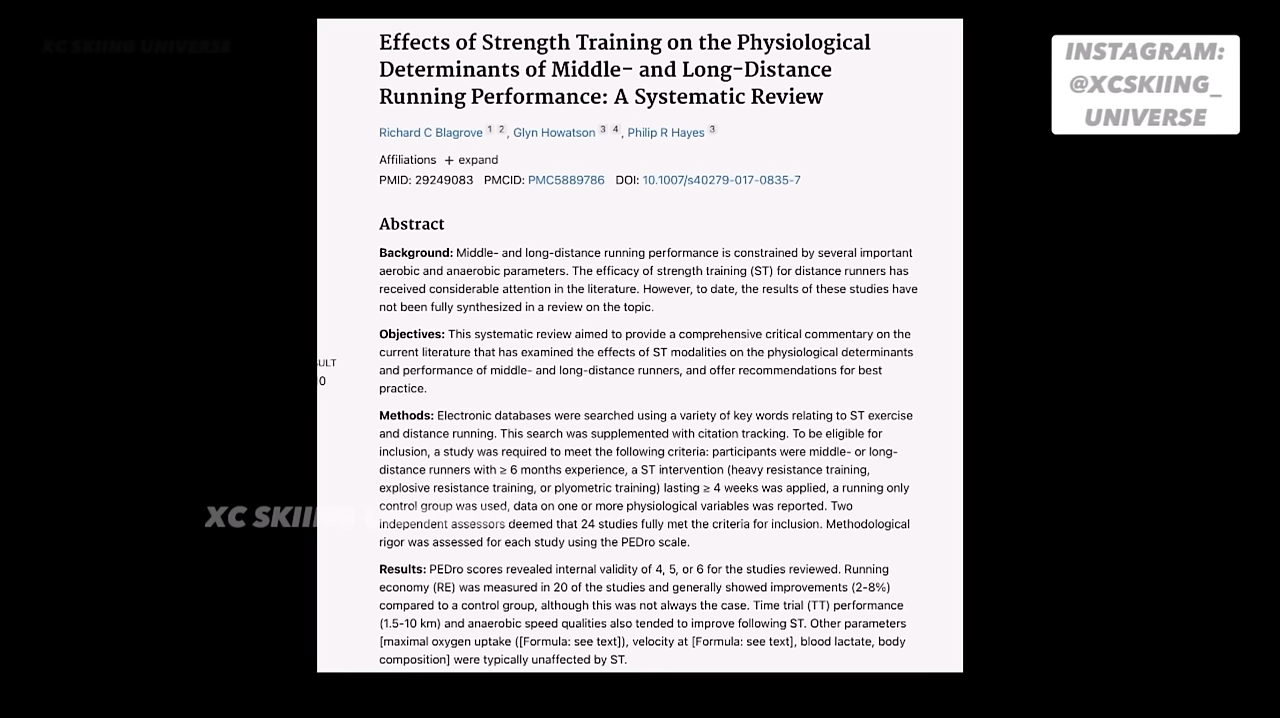 XC SKIING UNIVERSE
INSTAGRAM:
@XCSKIING_
UNIVERSE
Effects of Strength Training on the Physiological
Determinants of Middle- and Long-Distance
Running Performance: A Systematic Review
Richard C Blagrove 1 2, Glyn Howatson 3 4, Philip R Hayes 3
Affiliations + expand
PMID: 29249083 PMCID: PMC5889786 DOI: 10.1007/s40279-017-0835-7
Abstract
Background: Middle- and long-distance running performance is constrained by several important
aerobic and anaerobic parameters. The efficacy of strength training (ST) for distance runners has
received considerable attention in the literature. However, to date, the results of these studies have
not been fully synthesized in a review on the topic.
Objectives: This systematic review aimed to provide a comprehensive critical commentary on the
current literature that has examined the effects of ST modalities on the physiological determinants
and performance of middle- and long-distance runners, and offer recommendations for best
practice.
ULT
0
Methods: Electronic databases were searched using a variety of key words relating to ST exercise
and distance running. This search was supplemented with citation tracking. To be eligible for
inclusion, a study was required to meet the following criteria: participants were middle- or long-
distance runners with ≥ 6 months experience, a ST intervention (heavy resistance training,
explosive resistance training, or plyometric training) lasting ≥ 4 weeks was applied, a running only
control group was used, data on one or more physiological variables was reported. Two
independent assessors deemed that 24 studies fully met the criteria for inclusion. Methodological
rigor was assessed for each study using the PEDro scale.
XC SKIING
Results: PEDro scores revealed internal validity of 4, 5, or 6 for the studies reviewed. Running
economy (RE) was measured in 20 of the studies and generally showed improvements (2-8%)
compared to a control group, although this was not always the case. Time trial (TT) performance
(1.5-10 km) and anaerobic speed qualities also tended to improve following ST. Other parameters
[maximal oxygen uptake ([Formula: see text]), velocity at [Formula: see text], blood lactate, body
composition] were typically unaffected by ST.